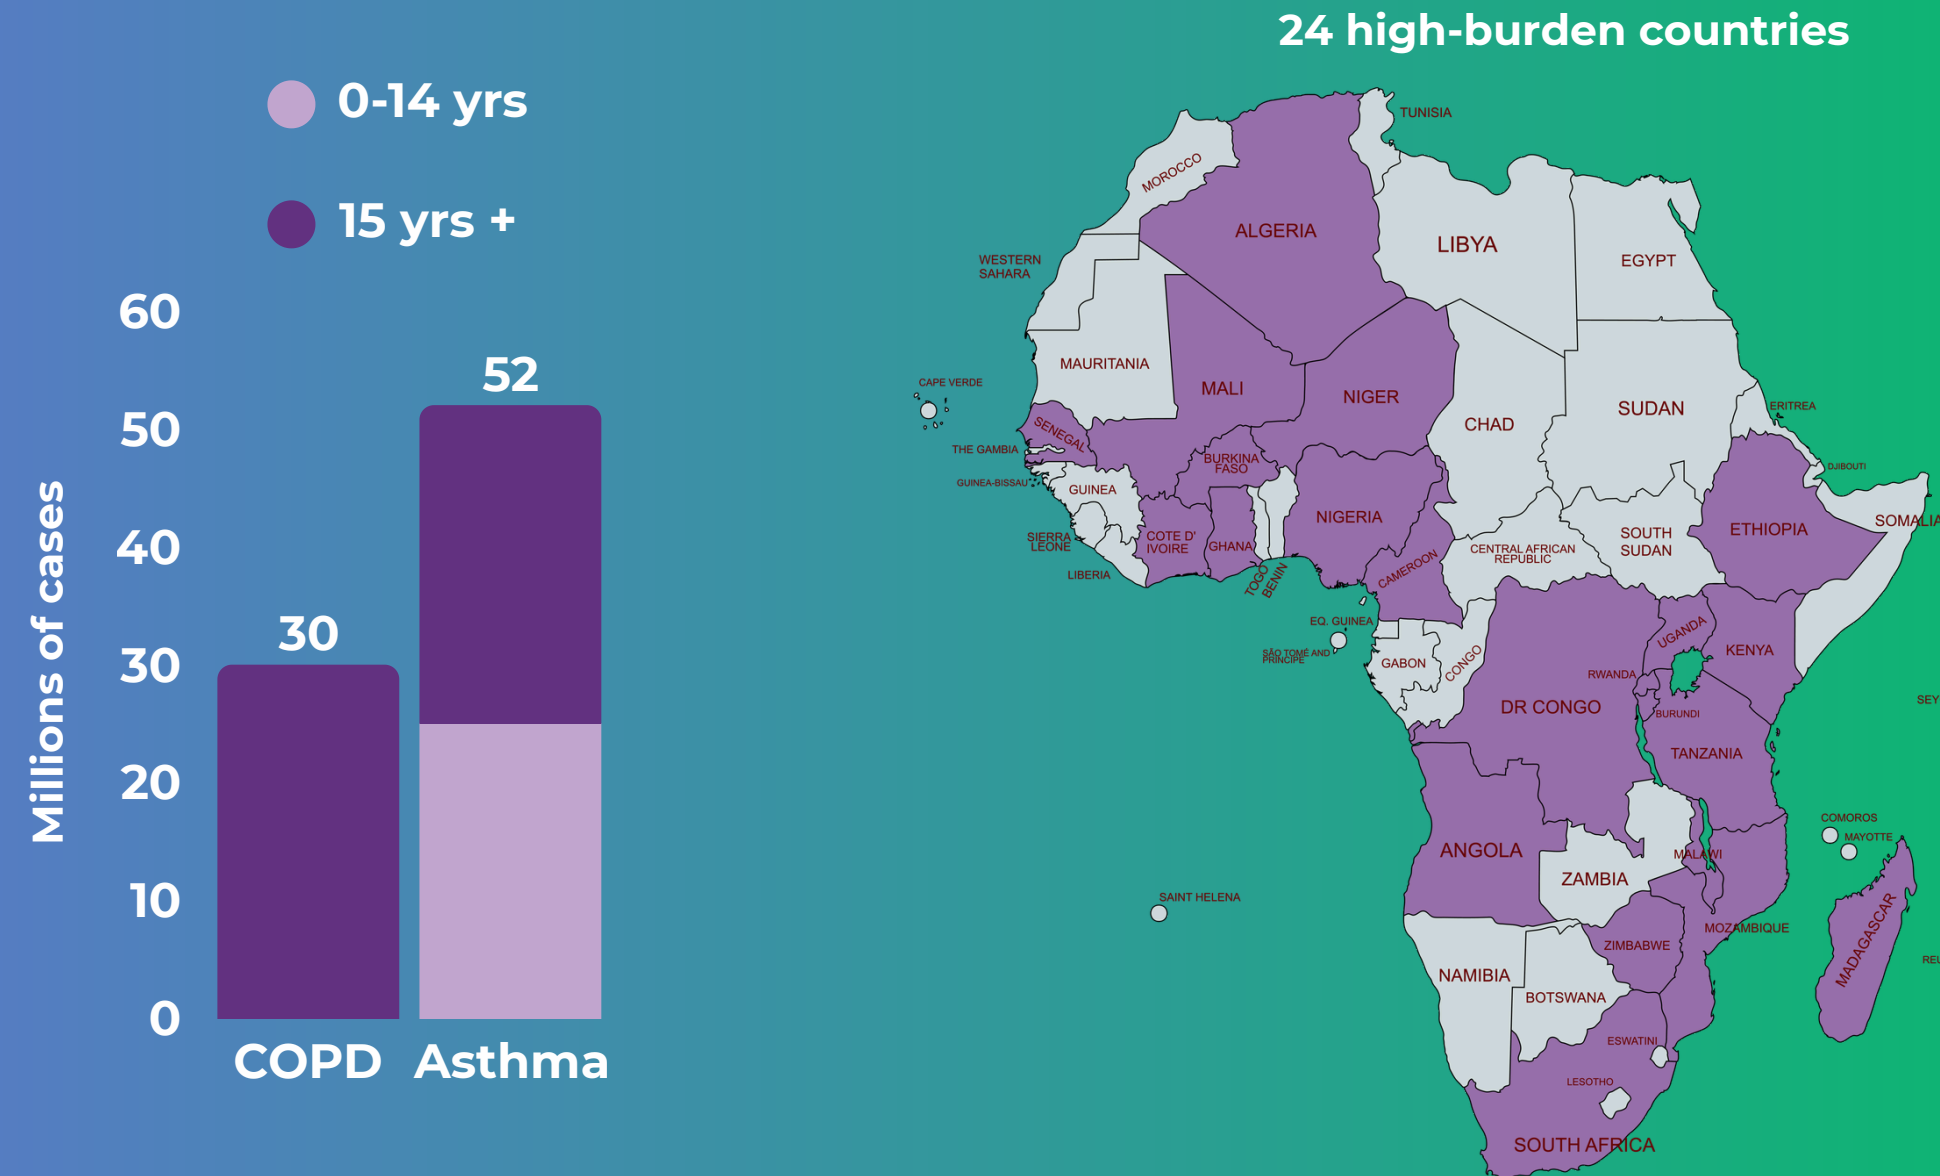 24 high-burden countries
0-14 yrs
15 yrs +
Millions of cases
60
50
40
30
20
10
0
30
52
COPD
Asthma
TUNISIA
MOROCCO
ALGERIA
LIBYA
EGYPT
WESTERN
SAHARA
MAURITANIA
MALI
NIGER
CHAD
SUDAN
ERITREA
CAPE VERDE
SENEGAL
THE GAMBIA
BURKINA
FASO
DJIBOUTI
GUINEA-BISSAU
GUINEA
NIGERIA
ETHIOPIA
SOMALIA
SIERRA
LEONE
COTE D'
IVOIRE
GHANA
SOUTH
SUDAN
CENTRAL AFRICAN
REPUBLIC
LIBERIA
TOGO
BENIN
CAMEROON
EQ. GUINEA
SÃO TOMÉ AND
PRINCIPE
GABON
CONGO
UGANDA
KENYA
RWANDA
DR CONGO
BURUNDI
SEY
TANZANIA
COMOROS
MAYOTTE
ANGOLA
MALAWI
ZAMBIA
SAINT HELENA
MOZAMBIQUE
MADAGASCAR
ZIMBABWE
REU
NAMIBIA
BOTSWANA
ESWATINI
LESOTHO
SOUTH AFRICA